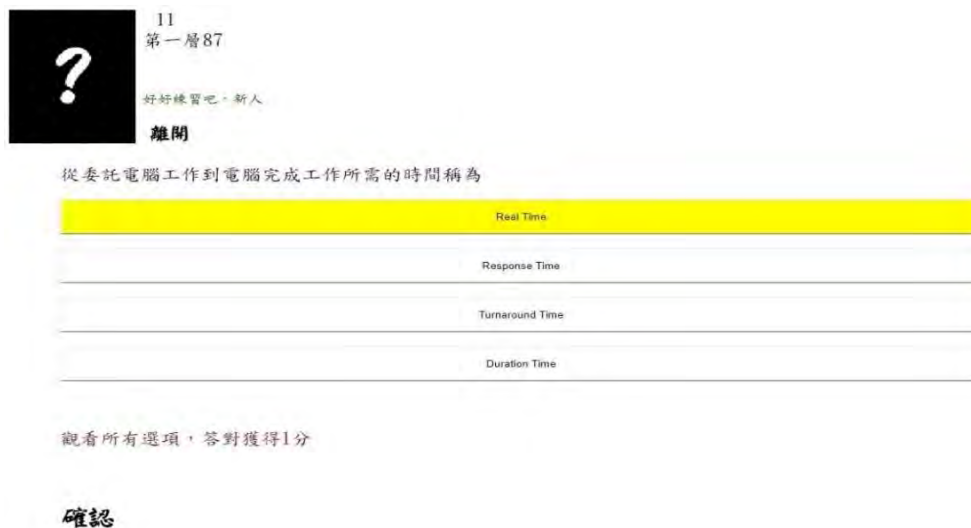 ?
11
第一層87
好好練習吧,新人
離開
從委託電腦工作到電腦完成工作所需的時間稱為
Real Time
Response Time
Turnaround Time
Duration Time
觀看所有選項,答對獲得1分
確認